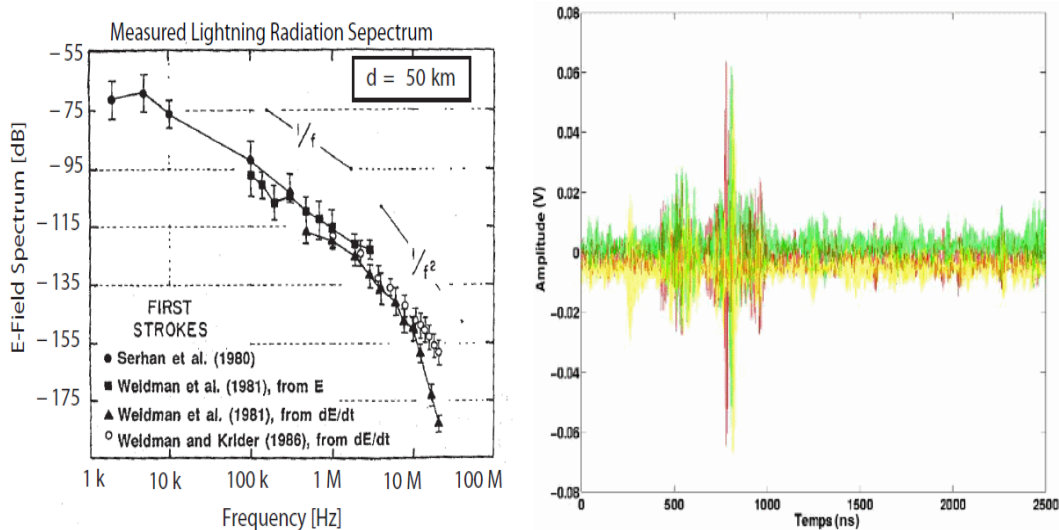 Measured Lightning Radiation Sepectrum
d = 50 km
E-Field Spectrum [dB]
−55
−75
−95
−115
−135
−155
−175
1/f
1/f²
FIRST
STROKES
Serhan et al. (1980)
Weidman et al. (1981), from E
Weidman et al. (1981), from dE/dt
Weidman and Krider (1986), from dE/dt
1 k
10 k
100 k
1 M
10 M
100 M
Frequency [Hz]
Amplitude (V)
0.08
0.06
0.04
0.02
0
−0.02
−0.04
−0.06
−0.08
0
500
1000
1500
2000
2500
Temps (ns)